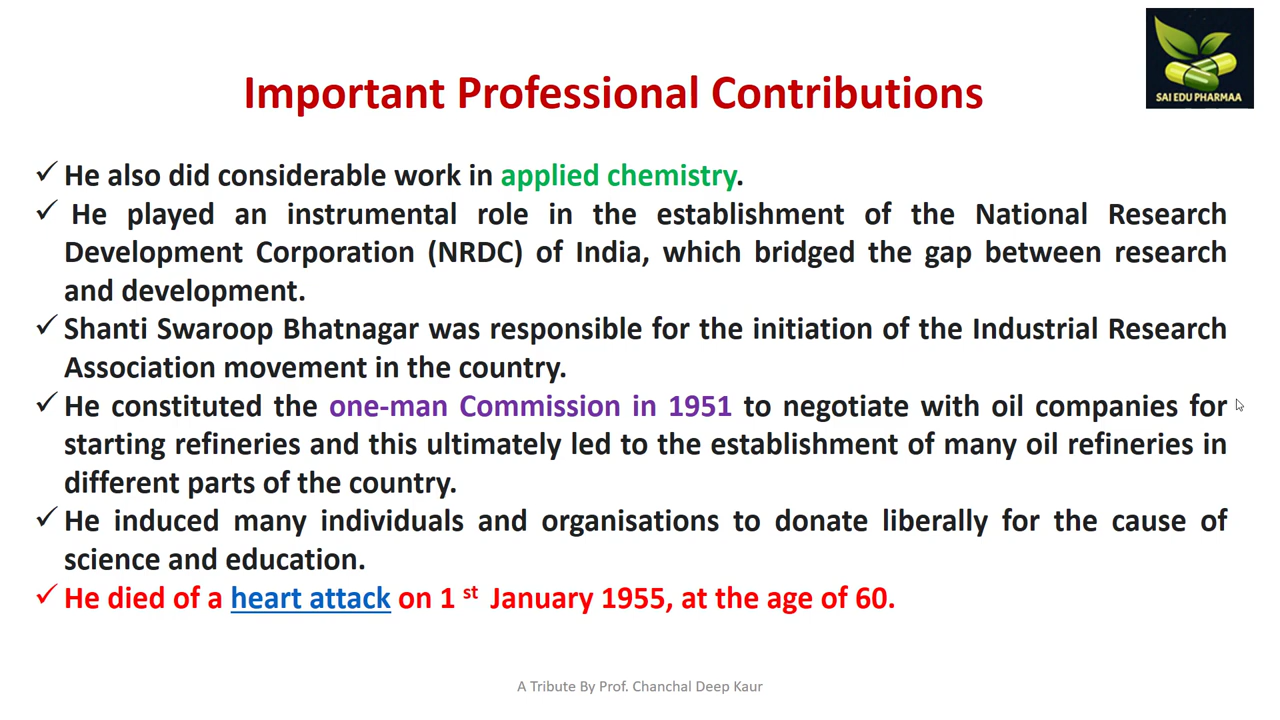 SAI EDU PHARMAA
Important Professional Contributions
✓ He also did considerable work in applied chemistry.
✓ He played an instrumental role in the establishment of the National Research
Development Corporation (NRDC) of India, which bridged the gap between research
and development.
✓ Shanti Swaroop Bhatnagar was responsible for the initiation of the Industrial Research
Association movement in the country.
✓ He constituted the one-man Commission in 1951 to negotiate with oil companies for
starting refineries and this ultimately led to the establishment of many oil refineries in
different parts of the country.
✓ He induced many individuals and organisations to donate liberally for the cause of
science and education.
✓ He died of a heart attack on 1 st January 1955, at the age of 60.
A Tribute By Prof. Chanchal Deep Kaur